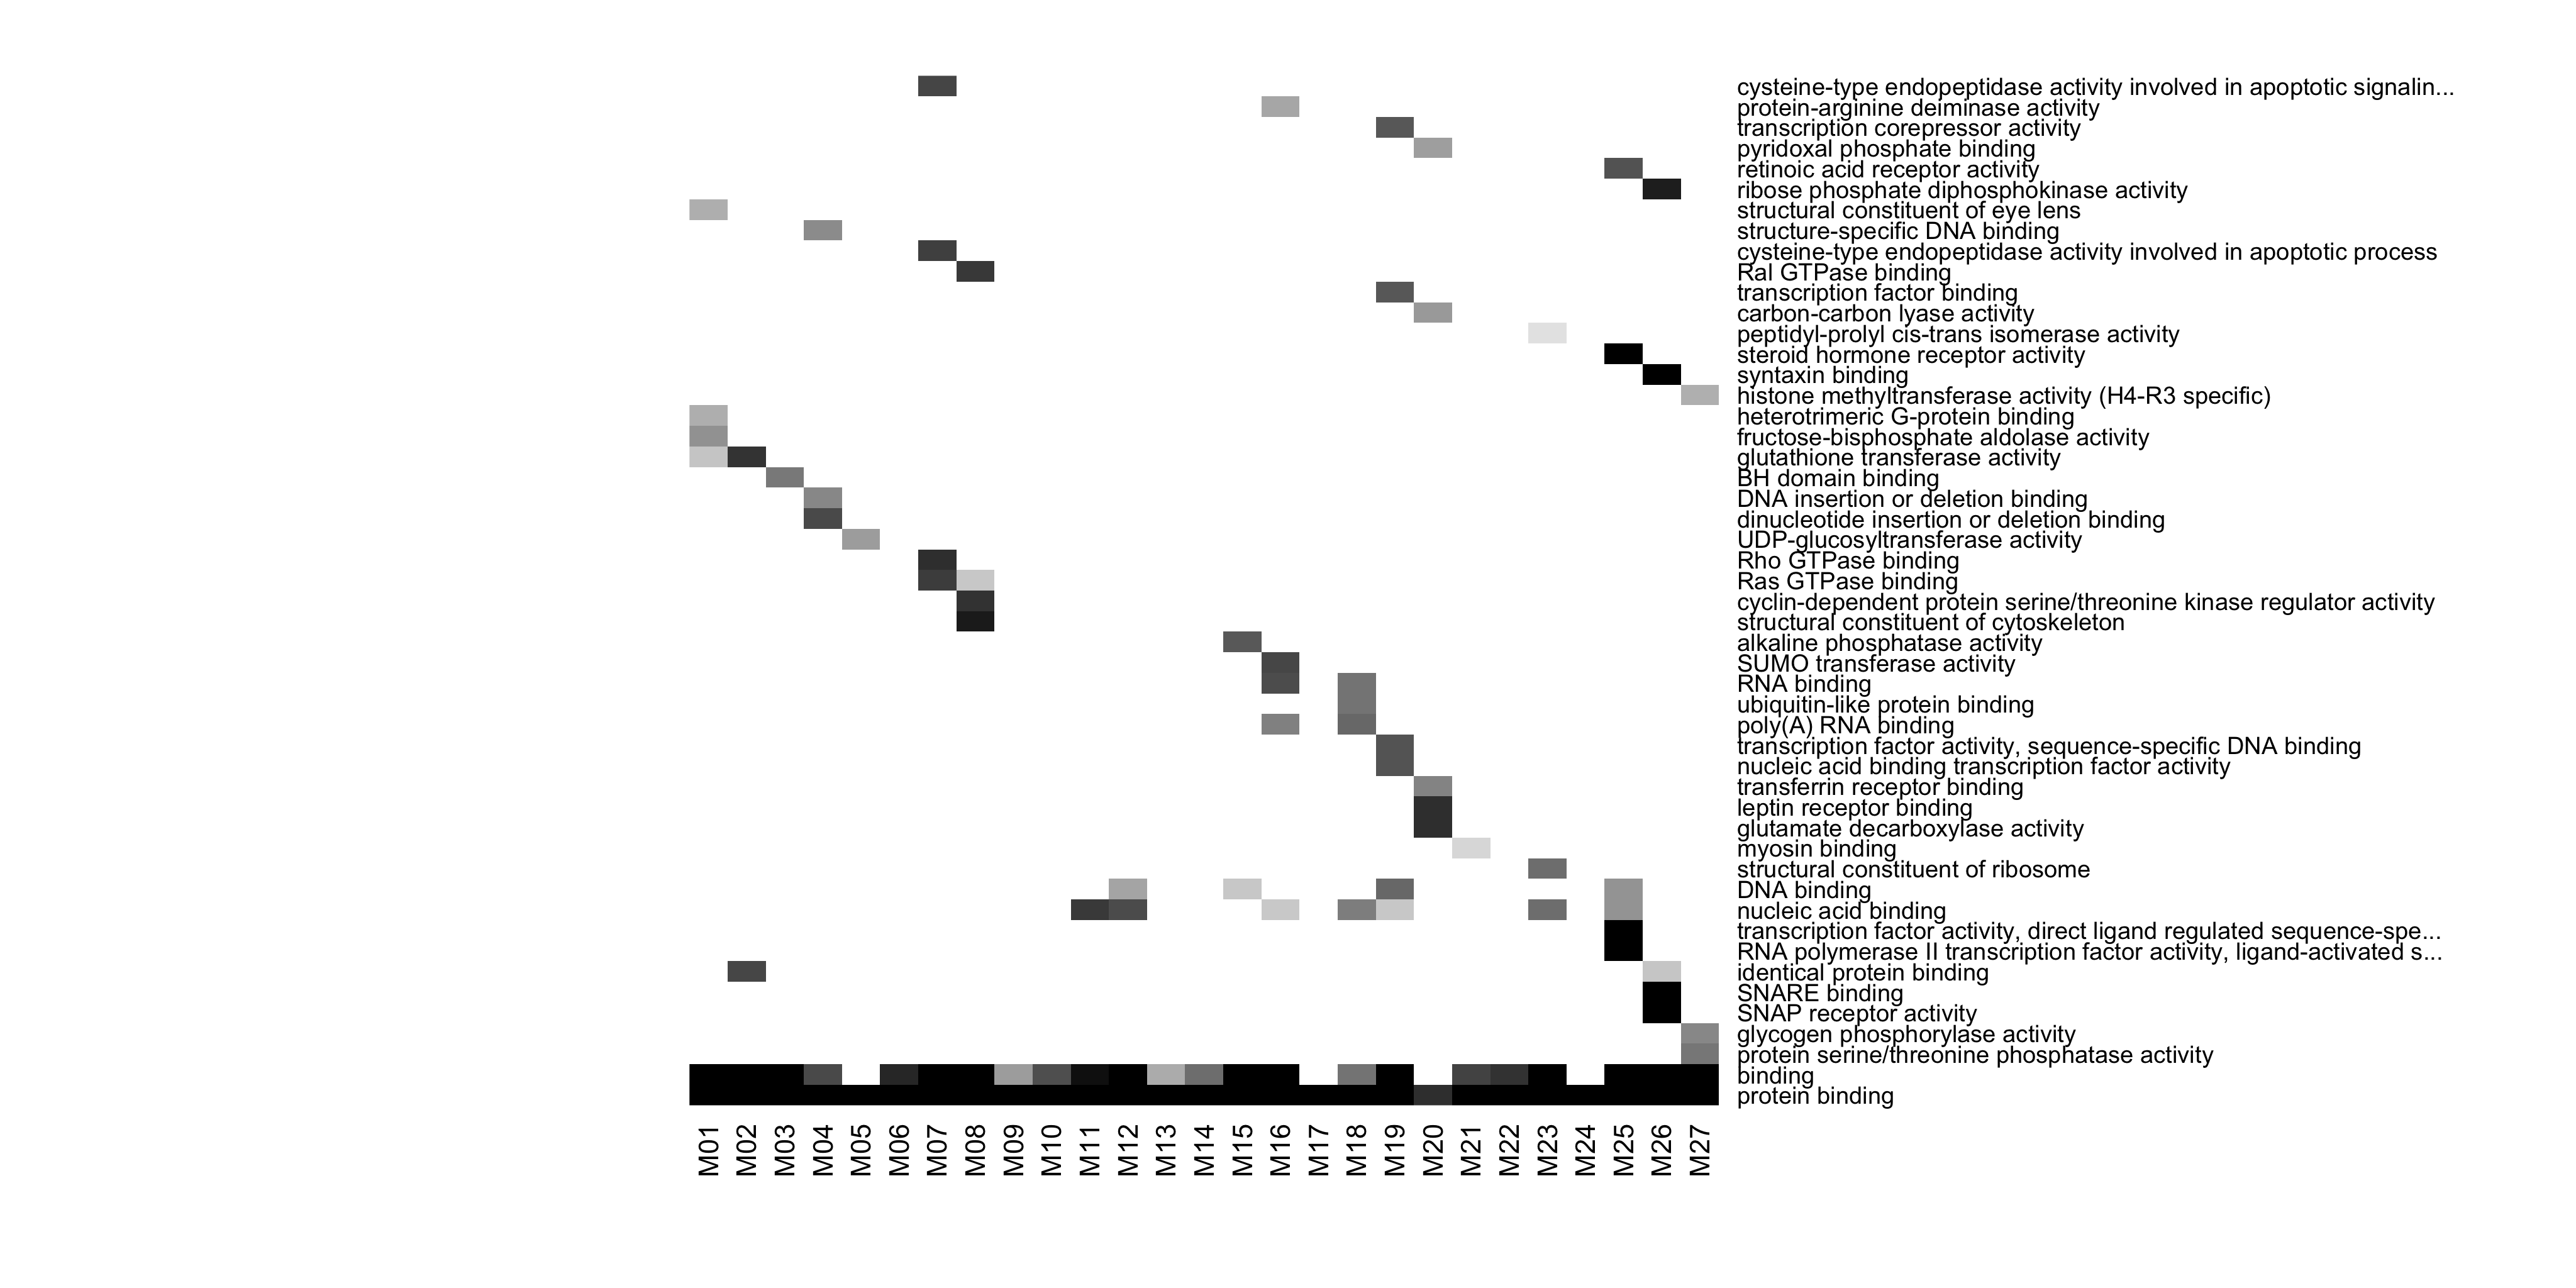 cysteine-type endopeptidase activity involved in apoptotic signalin...
protein-arginine deiminase activity
transcription corepressor activity
pyridoxal phosphate binding
retinoic acid receptor activity
ribose phosphate diphosphokinase activity
structural constituent of eye lens
structure-specific DNA binding
cysteine-type endopeptidase activity involved in apoptotic process
Ral GTPase binding
transcription factor binding
carbon-carbon lyase activity
peptidyl-prolyl cis-trans isomerase activity
steroid hormone receptor activity
syntaxin binding
histone methyltransferase activity (H4-R3 specific)
heterotrimeric G-protein binding
fructose-bisphosphate aldolase activity
glutathione transferase activity
BH domain binding
DNA insertion or deletion binding
dinucleotide insertion or deletion binding
UDP-glucosyltransferase activity
Rho GTPase binding
Ras GTPase binding
cyclin-dependent protein serine/threonine kinase regulator activity
structural constituent of cytoskeleton
alkaline phosphatase activity
SUMO transferase activity
RNA binding
ubiquitin-like protein binding
poly(A) RNA binding
transcription factor activity, sequence-specific DNA binding
nucleic acid binding transcription factor activity
transferrin receptor binding
leptin receptor binding
glutamate decarboxylase activity
myosin binding
structural constituent of ribosome
DNA binding
nucleic acid binding
transcription factor activity, direct ligand regulated sequence-spe...
RNA polymerase II transcription factor activity, ligand-activated s...
identical protein binding
SNARE binding
SNAP receptor activity
glycogen phosphorylase activity
protein serine/threonine phosphatase activity
binding
protein binding
M01
M02
M03
M04
M05
M06
M07
M08
M09
M10
M11
M12
M13
M14
M15
M16
M17
M18
M19
M20
M21
M22
M23
M24
M25
M26
M27